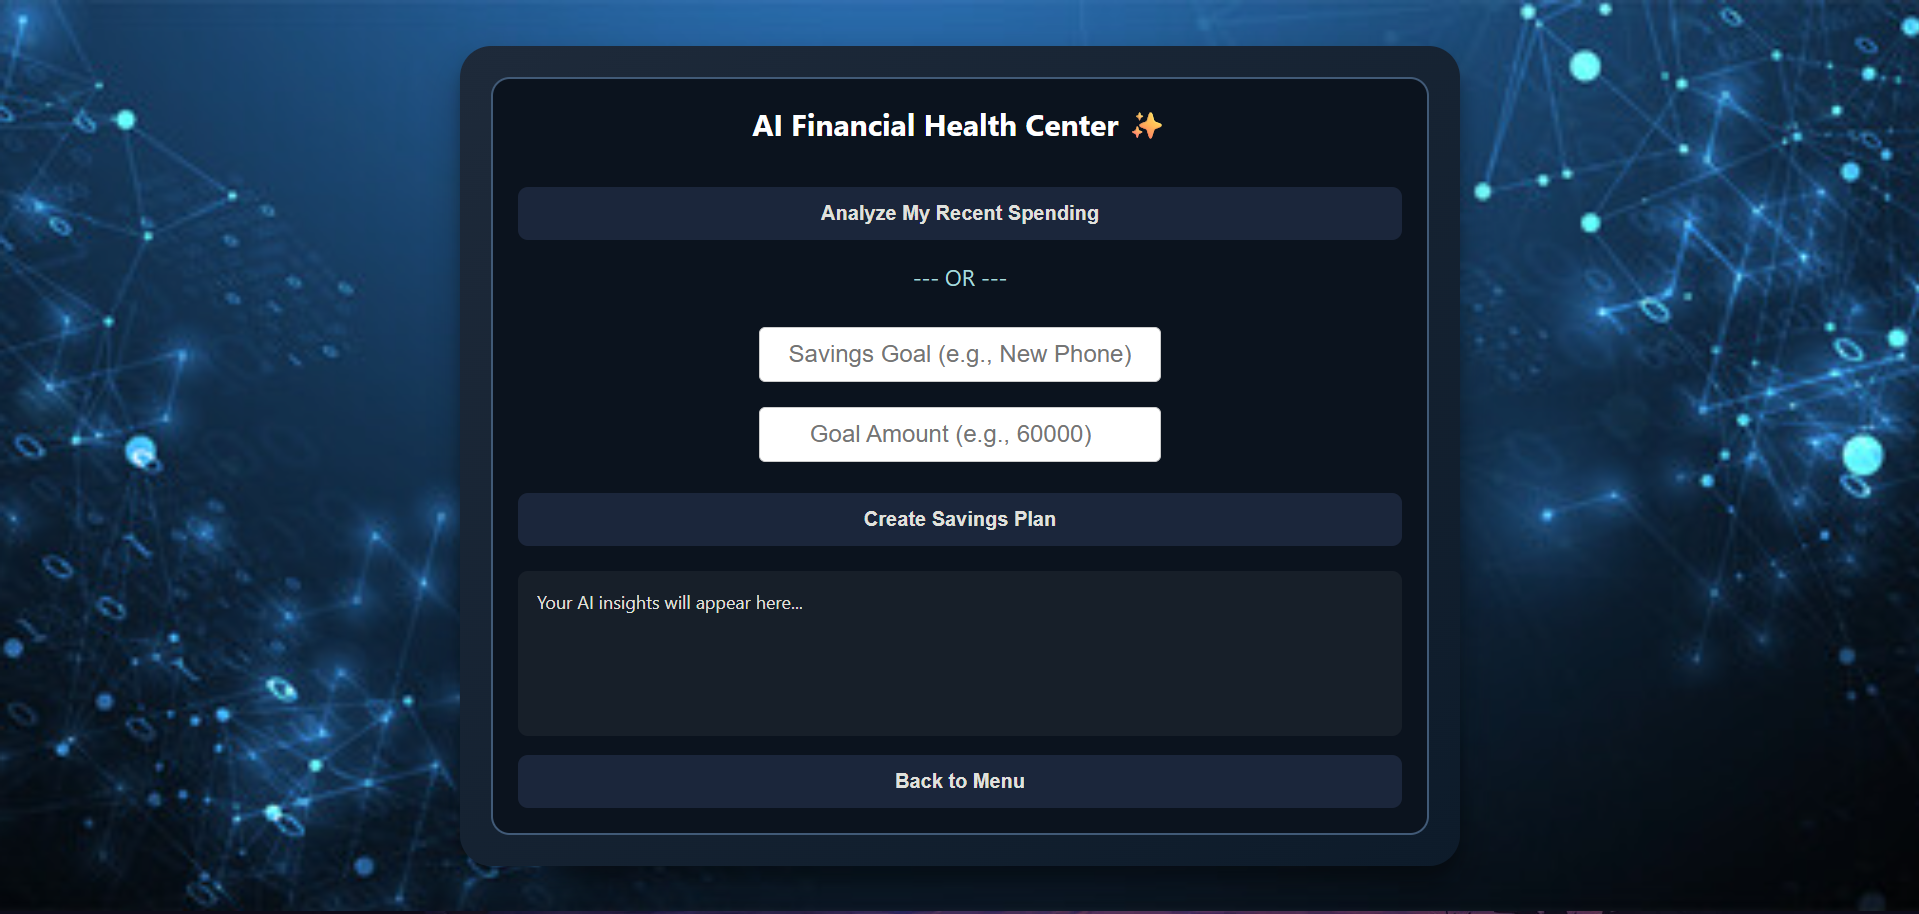 AI Financial Health Center ✨
Analyze My Recent Spending
--- OR ---
Savings Goal (e.g., New Phone)
Goal Amount (e.g., 60000)
Create Savings Plan
Your AI insights will appear here...
Back to Menu